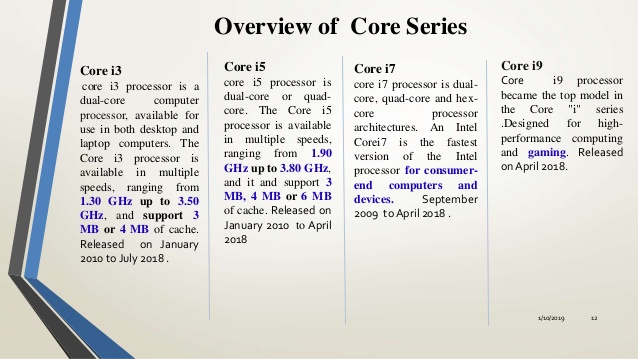 Overview of Core Series
Core i3
core i3 processor is a
dual-core computer
processor, available for
use in both desktop and
laptop computers. The
Core i3 processor is
available in multiple
speeds, ranging from
1.30 GHz up to 3.50
GHz, and support 3
MB or 4 MB of cache.
Released on January
2010 to July 2018 .
Core i5
core i5 processor is
dual-core or quad-
core. The Core i5
processor is available
in multiple speeds,
ranging from 1.90
GHz up to 3.80 GHz,
and it and support 3
MB, 4 MB or 6 MB
of cache. Released on
January 2010 to April
2018
Core i7
core i7 processor is dual-
core, quad-core and hex-
core processor
architectures. An Intel
Corei7 is the fastest
version of the Intel
processor for consumer-
end computers and
devices. September
2009 to April 2018 .
Core i9
Core i9 processor
became the top model in
the Core "i" series
.Designed for high-
performance computing
and gaming. Released
on April 2018.
1/10/2019 12